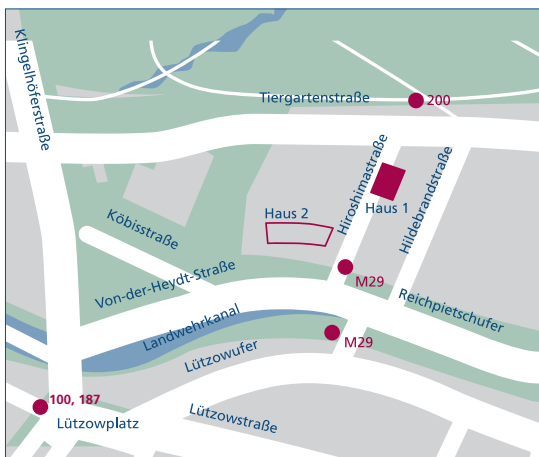 Klingelhöferstraße
Tiergartenstraße
200
Hiroshimastraße
Hildebrandstraße
Haus 1
Haus 2
Köbisstraße
Von-der-Heydt-Straße
M29
Reichpietschufer
Landwehrkanal
M29
Lützowufer
100, 187
Lützowplatz
Lützowstraße